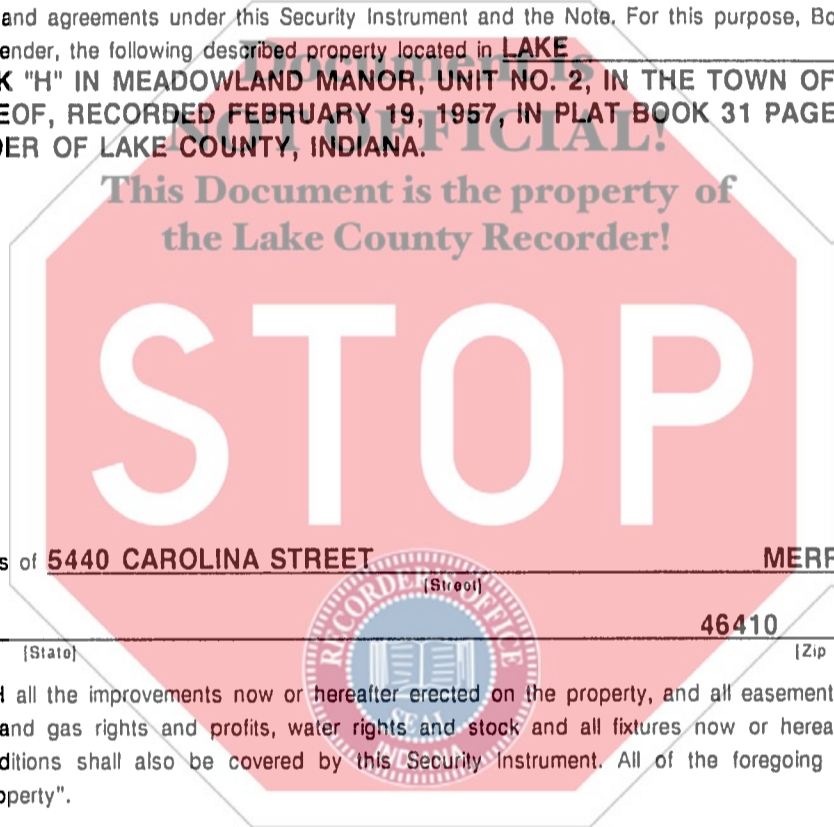 and agreements under this Security Instrument and the Note. For this purpose, Bo
ender, the following described property located in LAKE
Document is
K "H" IN MEADOWLAND MANOR, UNIT NO. 2, IN THE TOWN OF
EOF, RECORDED FEBRUARY 19, 1957, IN PLAT BOOK 31 PAGE
NOT OFFICIAL!
DER OF LAKE COUNTY, INDIANA.
This Document is the property of
the Lake County Recorder!
STOP
s of 5440 CAROLINA STREET MERR
[Street]
RECORDER'S OFFICE
46410
[State] [Zip
all the improvements now or hereafter erected on the property, and all easement
and gas rights and profits, water rights and stock and all fixtures now or herea
SEAL
ditions shall also be covered by this Security Instrument. All of the foregoing
INDIANA
operty".